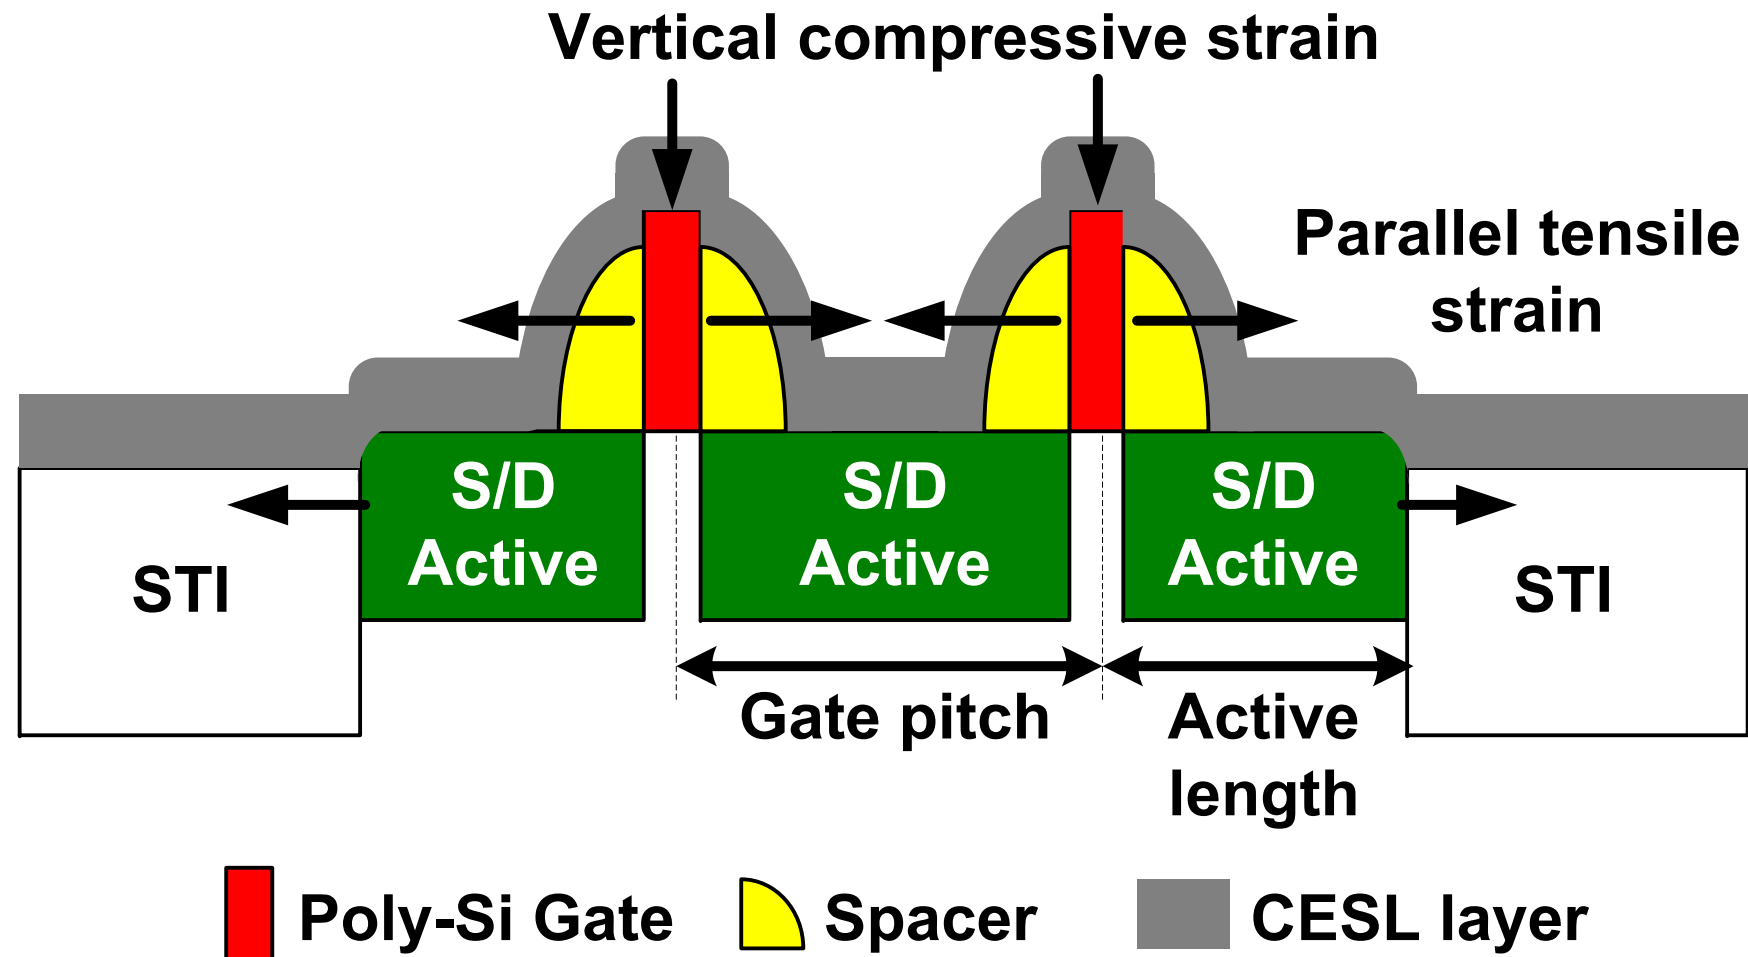 Vertical compressive strain
Parallel tensile
strain
S/D
Active
S/D
Active
S/D
Active
STI
STI
Gate pitch
Active
length
Poly-Si Gate
Spacer
CESL layer